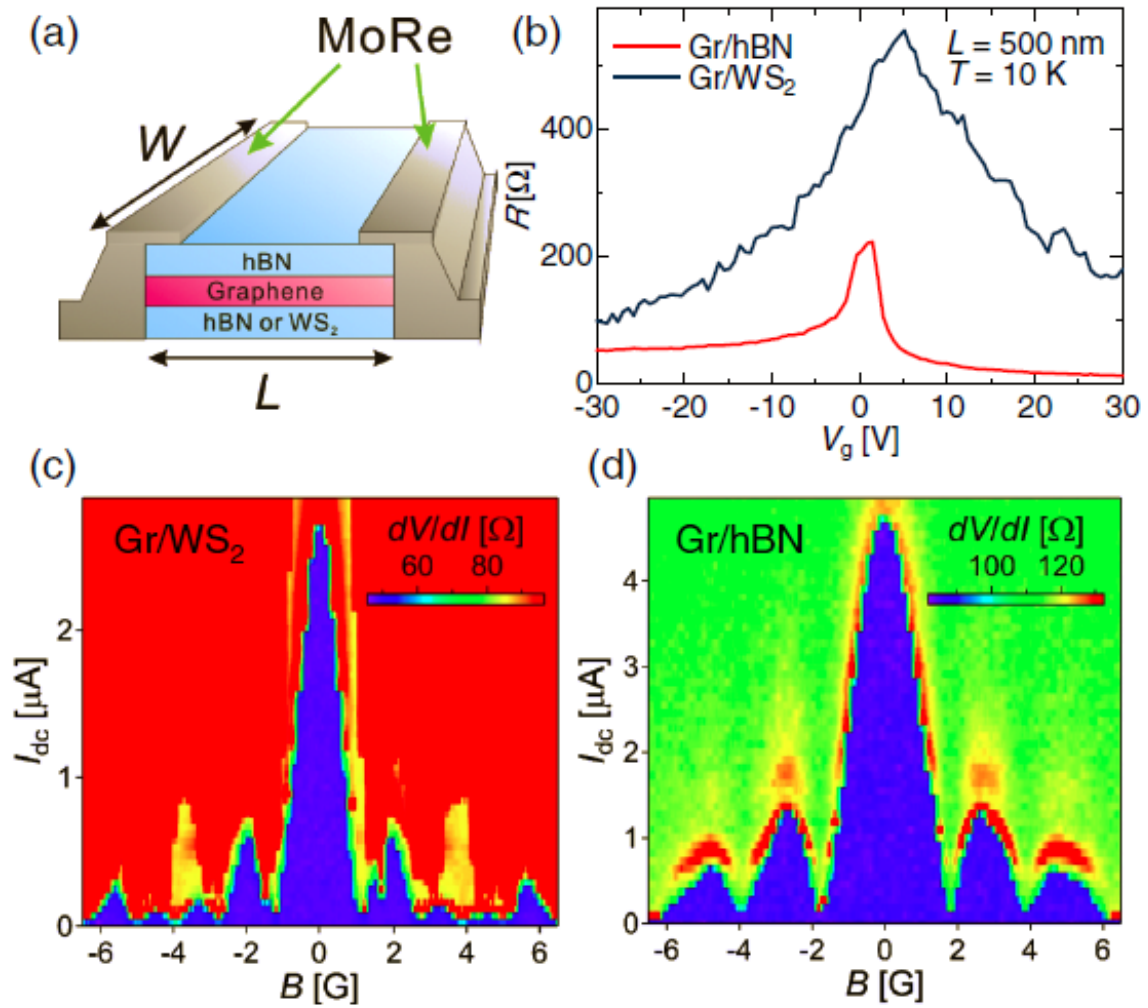 (a)
MoRe
W
hBN
Graphene
hBN or WS₂
L
(b)
Gr/hBN
Gr/WS₂
L = 500 nm
T = 10 K
R[Ω]
400
200
0
-30 -20 -10 0 10 20 30
V_g [V]
(c)
Gr/WS₂
dV/dI [Ω]
60 80
I_dc [μA]
2
1
0
-6 -4 -2 0 2 4 6
B [G]
(d)
Gr/hBN
dV/dI [Ω]
100 120
I_dc [μA]
4
3
2
1
0
-6 -4 -2 0 2 4 6
B [G]